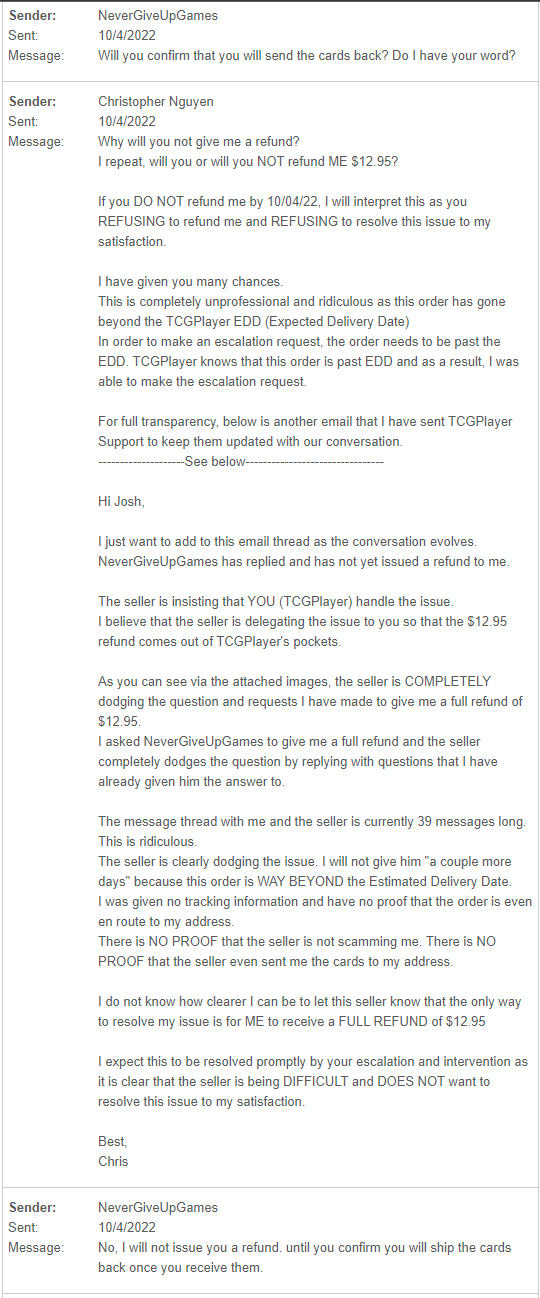 Sender: NeverGiveUpGames
Sent: 10/4/2022
Message: Will you confirm that you will send the cards back? Do I have your word?
Sender: Christopher Nguyen
Sent: 10/4/2022
Message: Why will you not give me a refund?
I repeat, will you or will you NOT refund ME $12.95?
If you DO NOT refund me by 10/04/22, I will interpret this as you
REFUSING to refund me and REFUSING to resolve this issue to my
satisfaction.
I have given you many chances.
This is completely unprofessional and ridiculous as this order has gone
beyond the TCGPlayer EDD (Expected Delivery Date)
In order to make an escalation request, the order needs to be past the
EDD. TCGPlayer knows that this order is past EDD and as a result, I was
able to make the escalation request.
For full transparency, below is another email that I have sent TCGPlayer
Support to keep them updated with our conversation.
--------------------See below--------------------------------
Hi Josh,
I just want to add to this email thread as the conversation evolves.
NeverGiveUpGames has replied and has not yet issued a refund to me.
The seller is insisting that YOU (TCGPlayer) handle the issue.
I believe that the seller is delegating the issue to you so that the $12.95
refund comes out of TCGPlayer's pockets.
As you can see via the attached images, the seller is COMPLETELY
dodging the question and requests I have made to give me a full refund of
$12.95.
I asked NeverGiveUpGames to give me a full refund and the seller
completely dodges the question by replying with questions that I have
already given him the answer to.
The message thread with me and the seller is currently 39 messages long.
This is ridiculous.
The seller is clearly dodging the issue. I will not give him "a couple more
days" because this order is WAY BEYOND the Estimated Delivery Date.
I was given no tracking information and have no proof that the order is even
en route to my address.
There is NO PROOF that the seller is not scamming me. There is NO
PROOF that the seller even sent me the cards to my address.
I do not know how clearer I can be to let this seller know that the only way
to resolve my issue is for ME to receive a FULL REFUND of $12.95
I expect this to be resolved promptly by your escalation and intervention as
it is clear that the seller is being DIFFICULT and DOES NOT want to
resolve this issue to my satisfaction.
Best,
Chris
Sender: NeverGiveUpGames
Sent: 10/4/2022
Message: No, I will not issue you a refund. until you confirm you will ship the cards
back once you receive them.